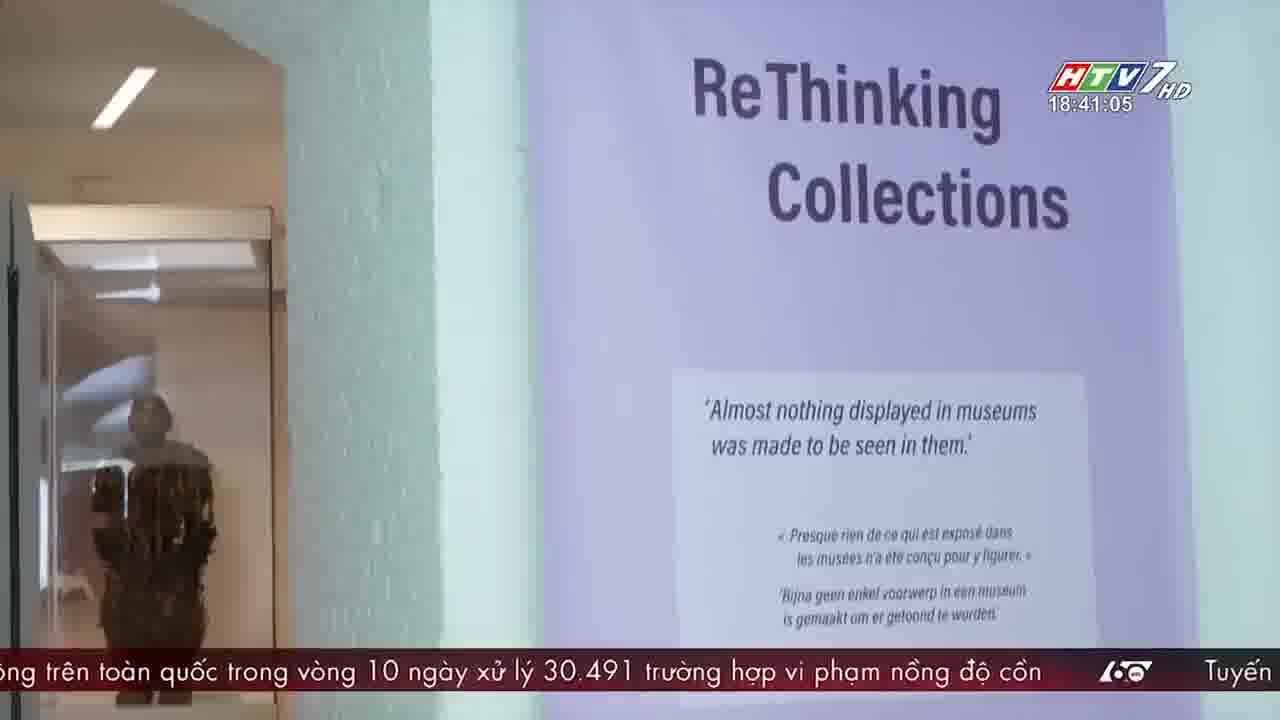 ReThinking
Collections
HTV7 HD
18:41:05
‘Almost nothing displayed in museums
was made to be seen in them.’
« Presque rien de ce qui est exposé dans
les musées n'a été conçu pour y figurer. »
‘Bijna geen enkel voorwerp in een museum
is gemaakt om er getoond te worden.’
trên toàn quốc trong vòng 10 ngày xử lý 30.491 trường hợp vi phạm nồng độ cồn
Tuyến